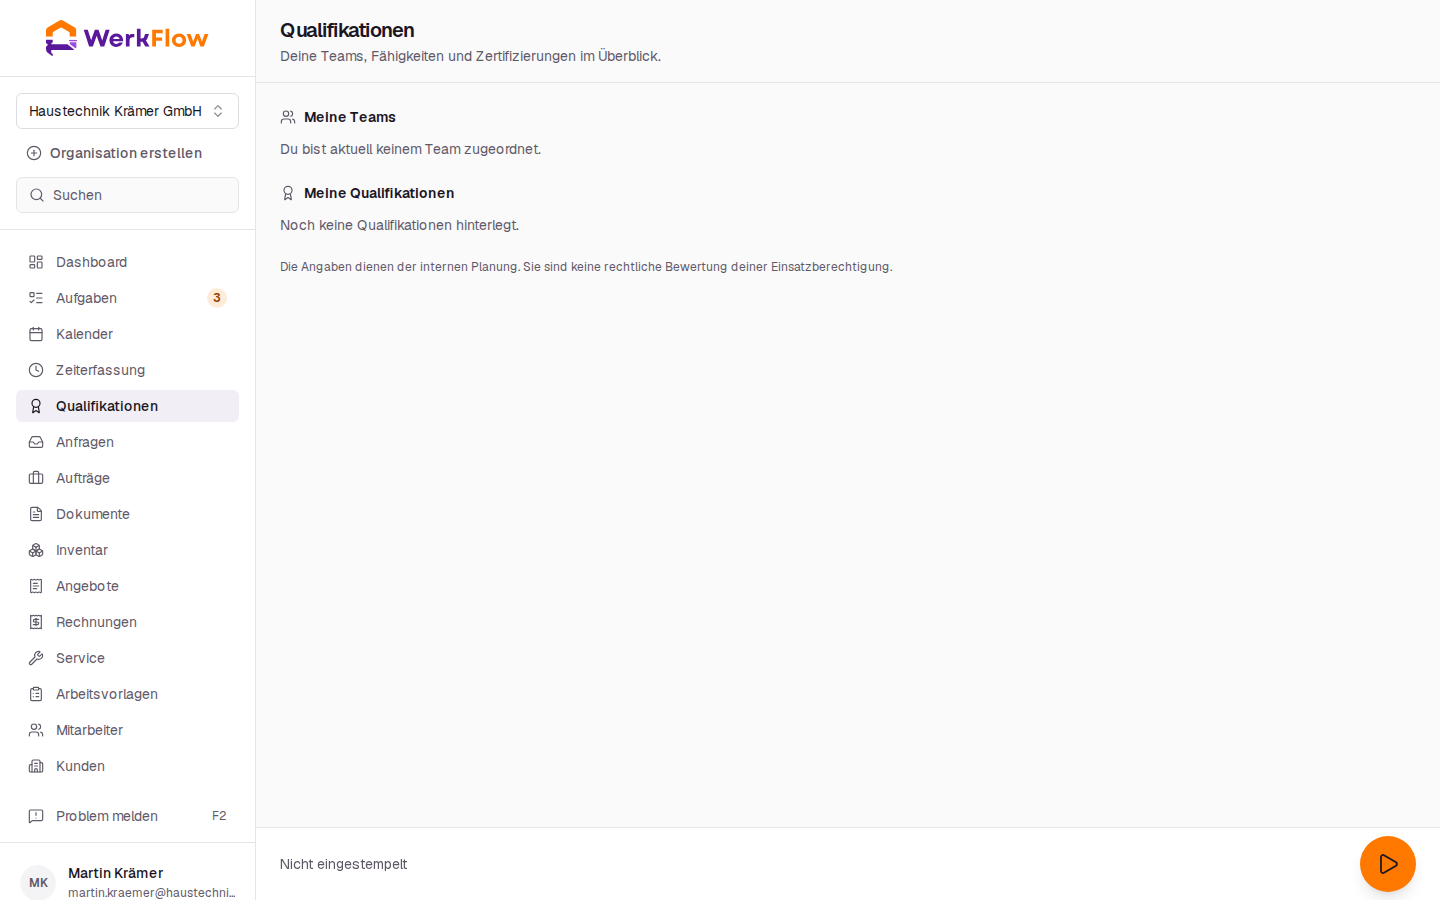 WerkFlow
Haustechnik Krämer GmbH
Organisation erstellen
Suchen
Dashboard
Aufgaben 3
Kalender
Zeiterfassung
Qualifikationen
Anfragen
Aufträge
Dokumente
Inventar
Angebote
Rechnungen
Service
Arbeitsvorlagen
Mitarbeiter
Kunden
Problem melden F2
MK
Martin Krämer
martin.kraemer@haustechni...
Qualifikationen
Deine Teams, Fähigkeiten und Zertifizierungen im Überblick.
Meine Teams
Du bist aktuell keinem Team zugeordnet.
Meine Qualifikationen
Noch keine Qualifikationen hinterlegt.
Die Angaben dienen der internen Planung. Sie sind keine rechtliche Bewertung deiner Einsatzberechtigung.
Nicht eingestempelt